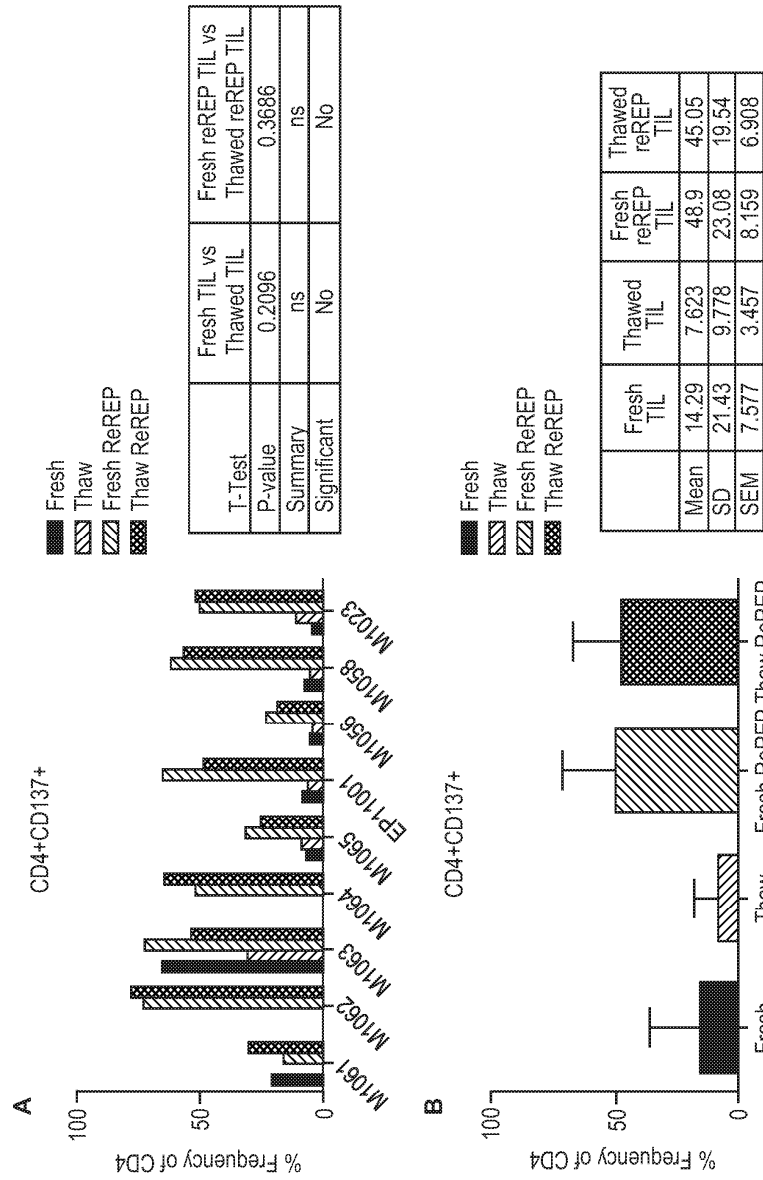 A
CD4+CD137+
% Frequency of CD4
100
50
0
M1061
M1062
M1063
M1064
M1065
EP11001
M1056
M1058
M1023
Fresh
Thaw
Fresh ReREP
Thaw ReREP
T-Test Fresh TIL vs Thawed TIL Fresh reREP TIL vs Thawed reREP TIL
P-value 0.2096 0.3686
Summary ns ns
Significant No No
B
CD4+CD137+
% Frequency of CD4
100
50
0
Fresh Thaw Fresh ReREP Thaw ReREP
Fresh
Thaw
Fresh ReREP
Thaw ReREP
Fresh TIL Thawed TIL Fresh reREP TIL Thawed reREP TIL
Mean 14.29 7.623 48.9 45.05
SD 21.43 9.778 23.08 19.54
SEM 7.577 3.457 8.159 6.908